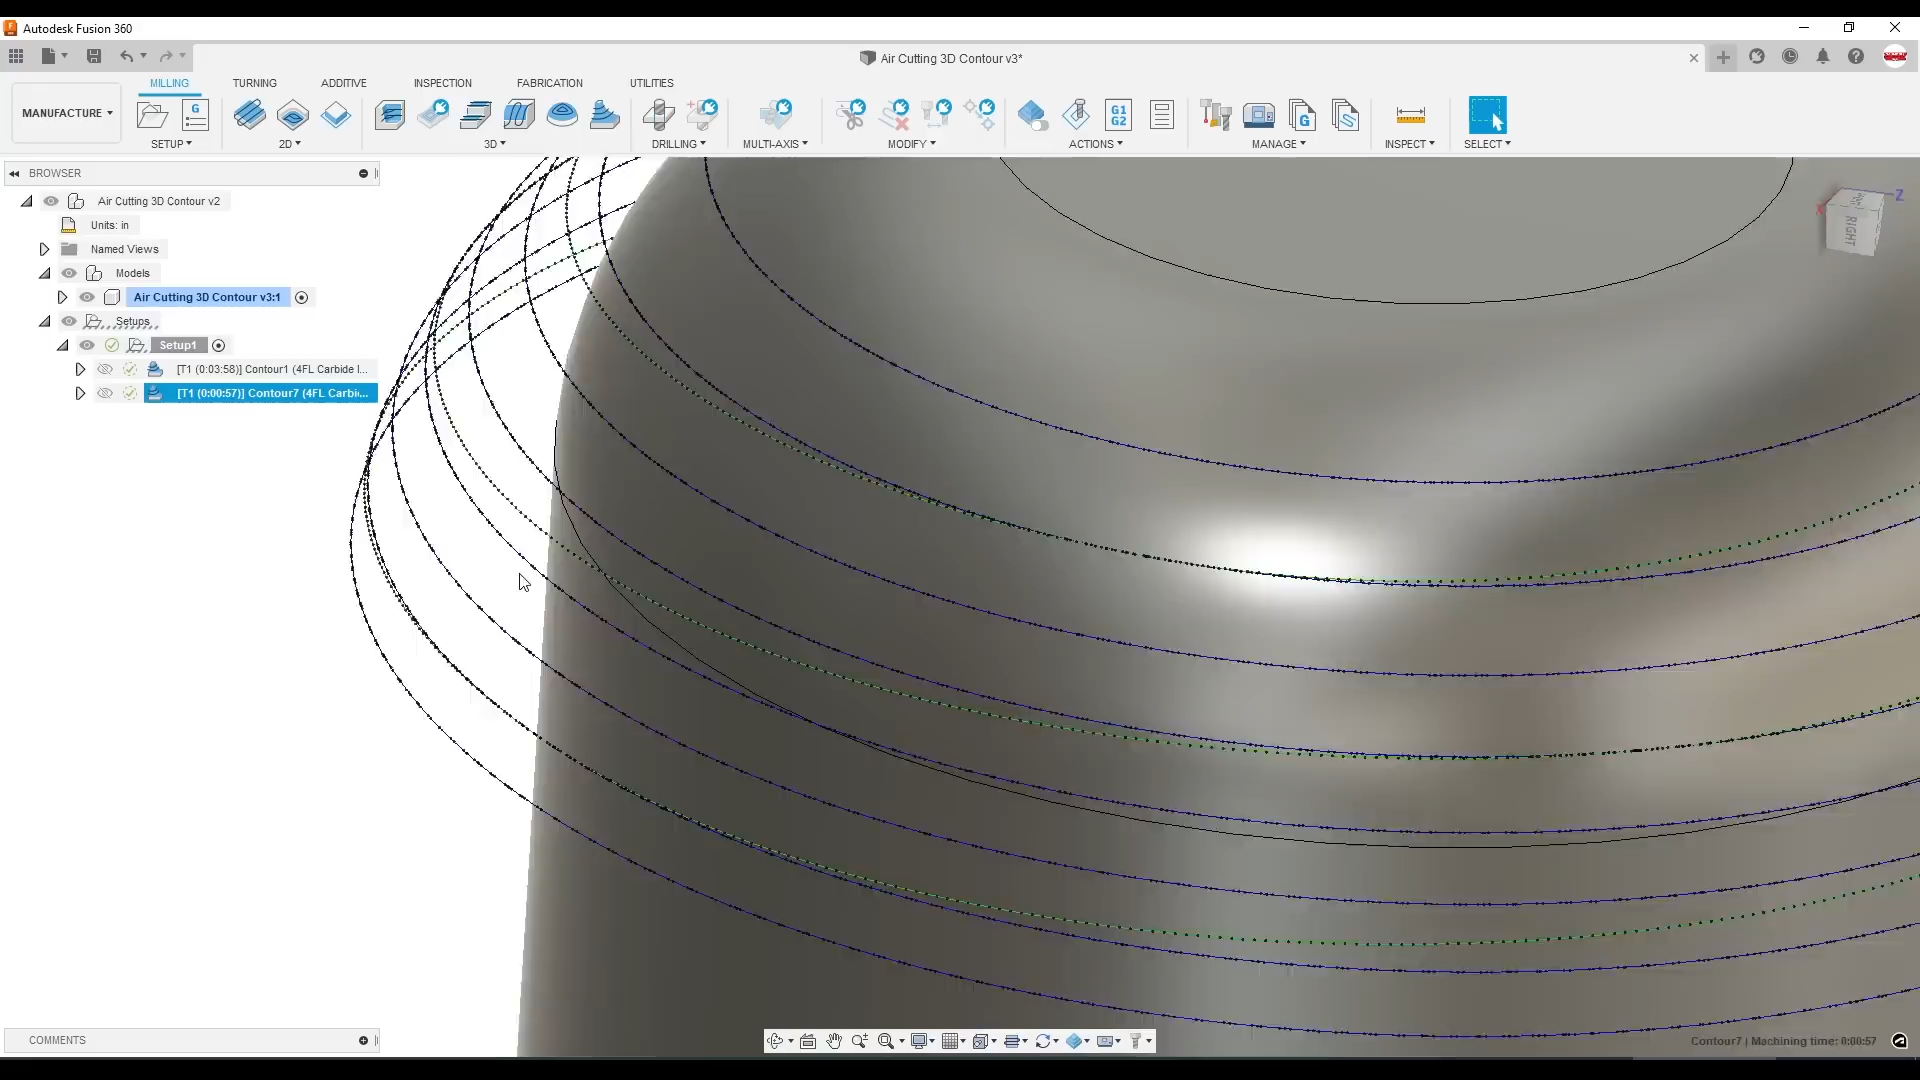 Autodesk Fusion 360
Air Cutting 3D Contour v3*
MANUFACTURE
MILLING TURNING ADDITIVE INSPECTION FABRICATION UTILITIES
G
G1
G2
G
SETUP 2D 3D DRILLING MULTI-AXIS MODIFY ACTIONS MANAGE INSPECT SELECT
BROWSER
Air Cutting 3D Contour v2
Units: in
Named Views
Models
Air Cutting 3D Contour v3:1
Setups
Setup1
[T1 (0:03:58)] Contour1 (4FL Carbide I...
[T1 (0:00:57)] Contour7 (4FL Carbi...
Z
X
RIGHT
COMMENTS
Contour7 | Machining time: 0:00:57